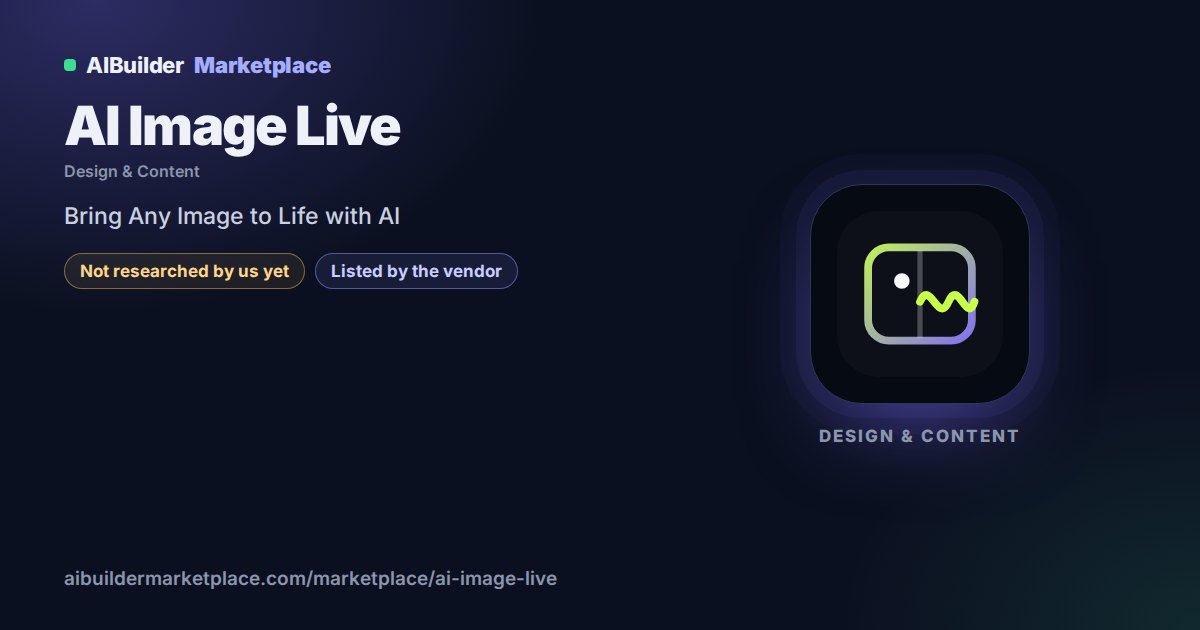 AIBuilder Marketplace
AI Image Live
Design & Content
Bring Any Image to Life with AI
Not researched by us yet
Listed by the vendor
DESIGN & CONTENT
aibuildermarketplace.com/marketplace/ai-image-live